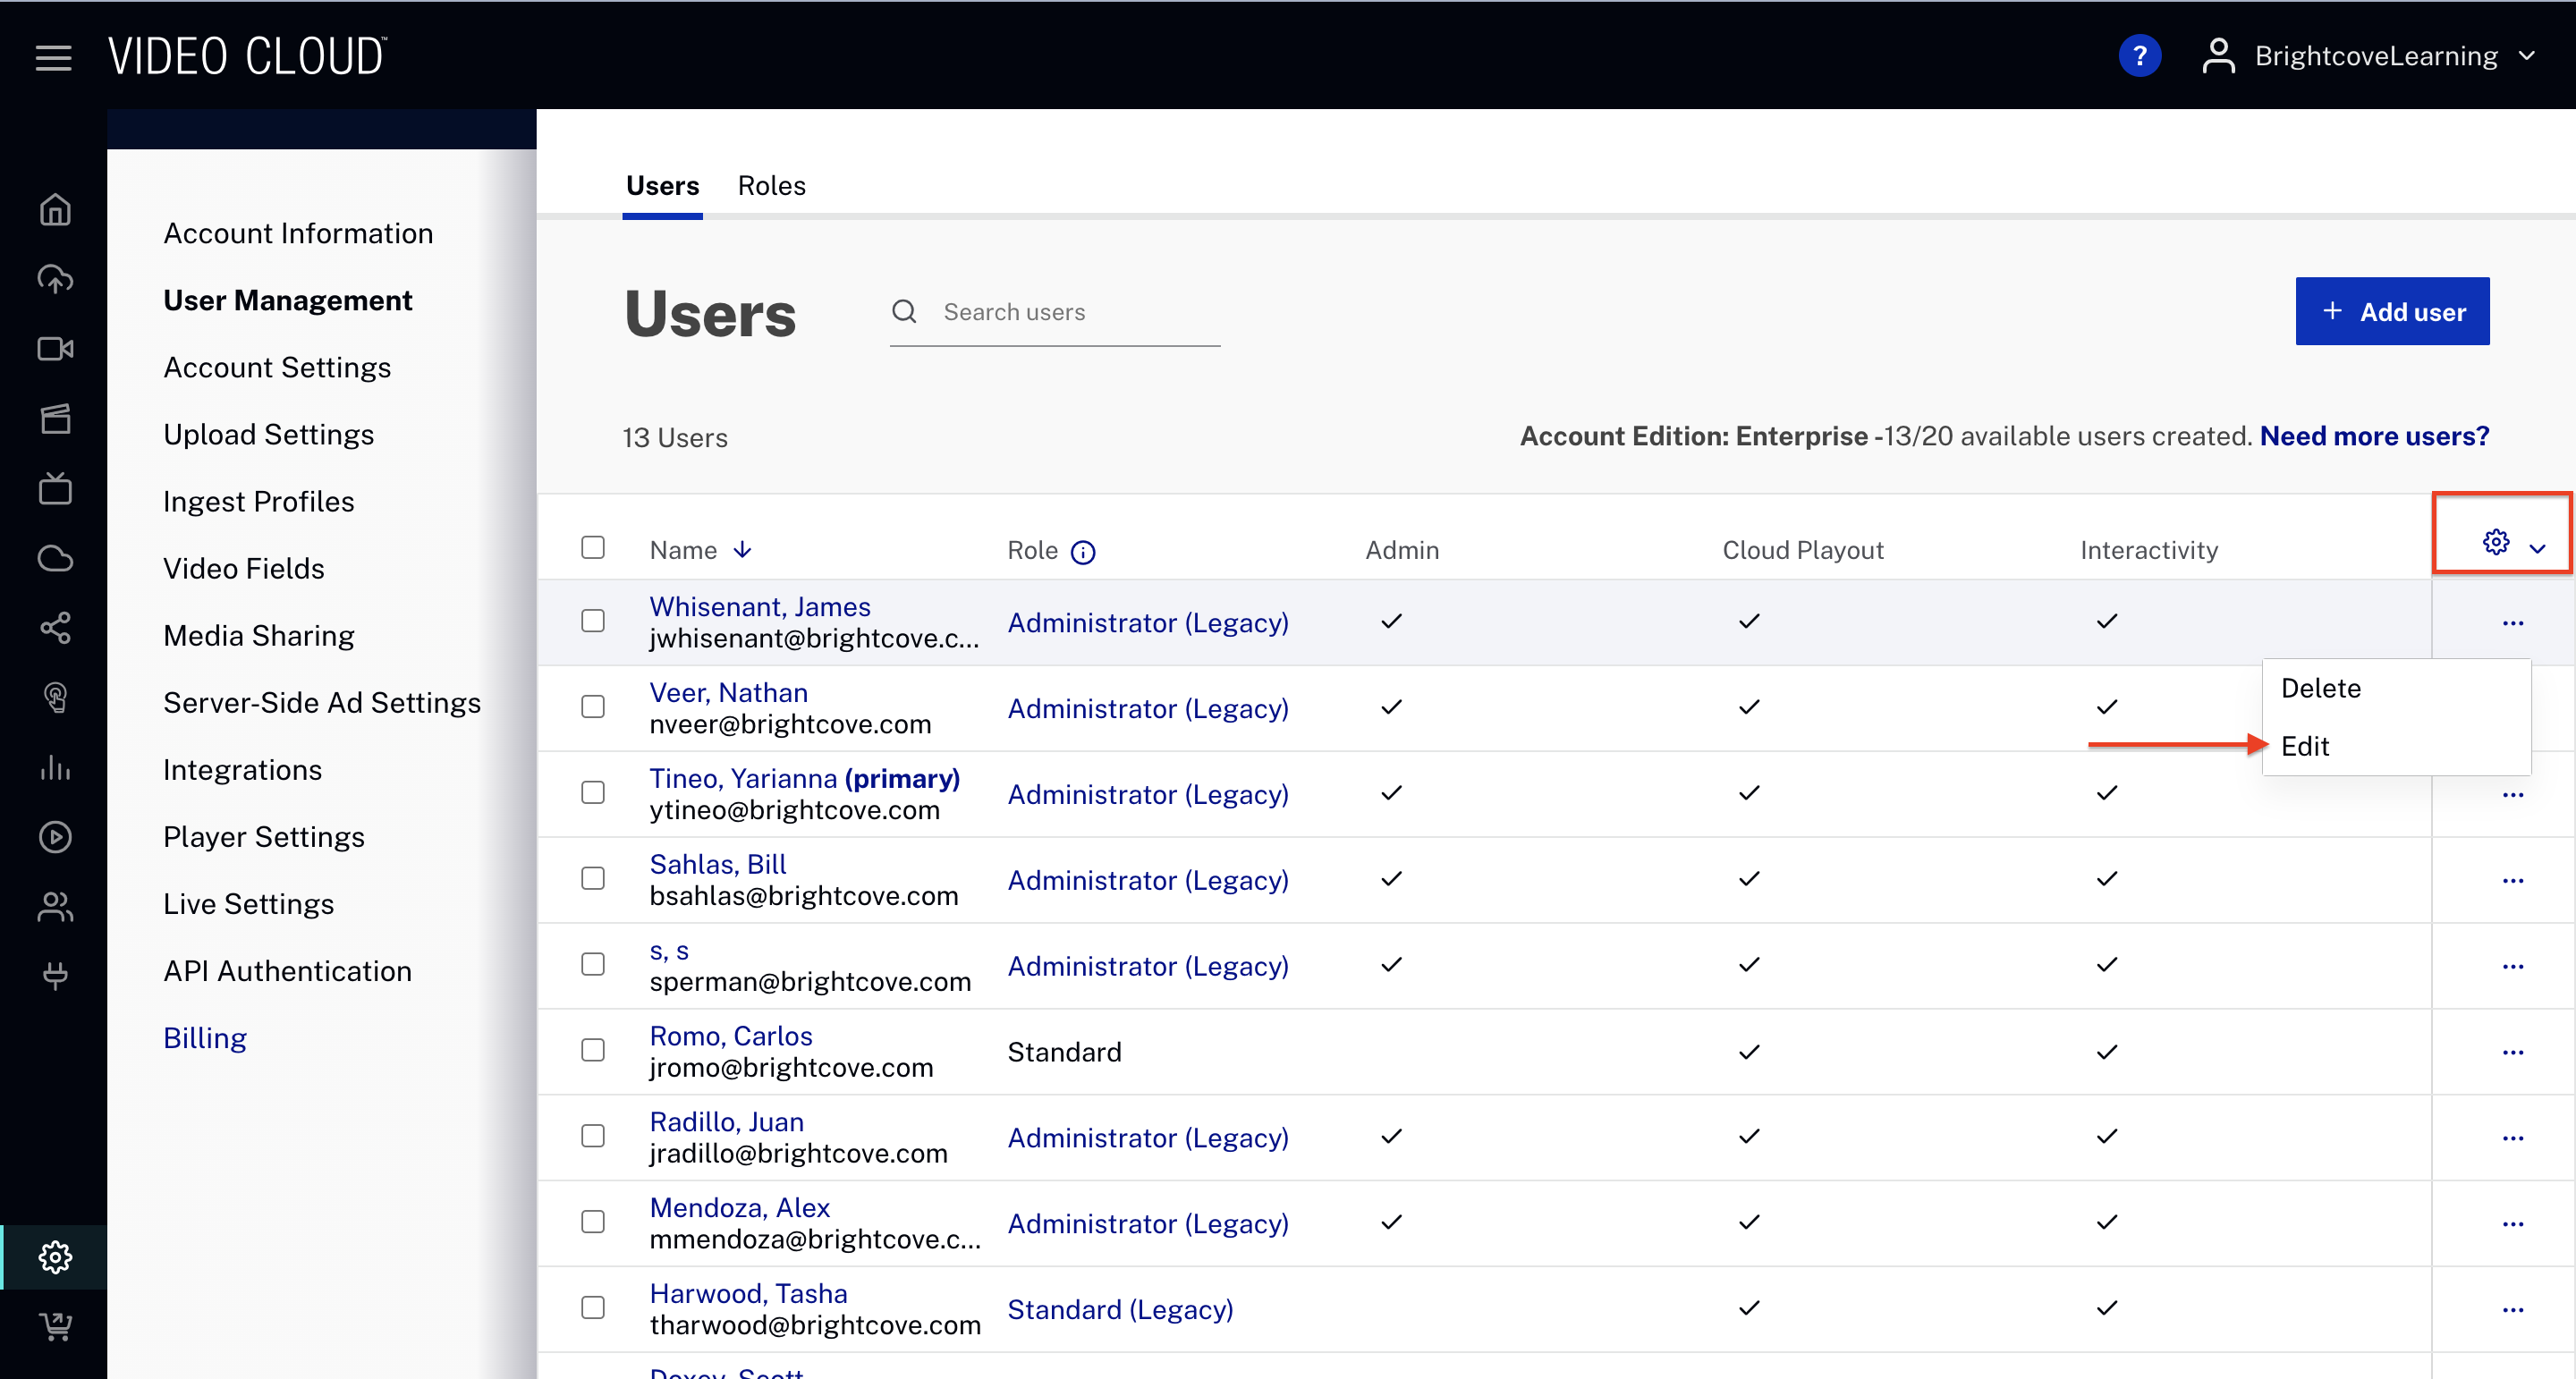 VIDEO CLOUD™
?
BrightcoveLearning
Account Information
User Management
Account Settings
Upload Settings
Ingest Profiles
Video Fields
Media Sharing
Server-Side Ad Settings
Integrations
Player Settings
Live Settings
API Authentication
Billing
Users Roles
Users
Search users
+ Add user
13 Users
Account Edition: Enterprise -13/20 available users created. Need more users?
Name Role Admin Cloud Playout Interactivity
Whisenant, James
jwhisenant@brightcove.c...
Administrator (Legacy)
Delete
Edit
Veer, Nathan
nveer@brightcove.com
Administrator (Legacy)
Tineo, Yarianna (primary)
ytineo@brightcove.com
Administrator (Legacy)
Sahlas, Bill
bsahlas@brightcove.com
Administrator (Legacy)
s, s
sperman@brightcove.com
Administrator (Legacy)
Romo, Carlos
jromo@brightcove.com
Standard
Radillo, Juan
jradillo@brightcove.com
Administrator (Legacy)
Mendoza, Alex
mmendoza@brightcove.c...
Administrator (Legacy)
Harwood, Tasha
tharwood@brightcove.com
Standard (Legacy)
Doxey, Scott